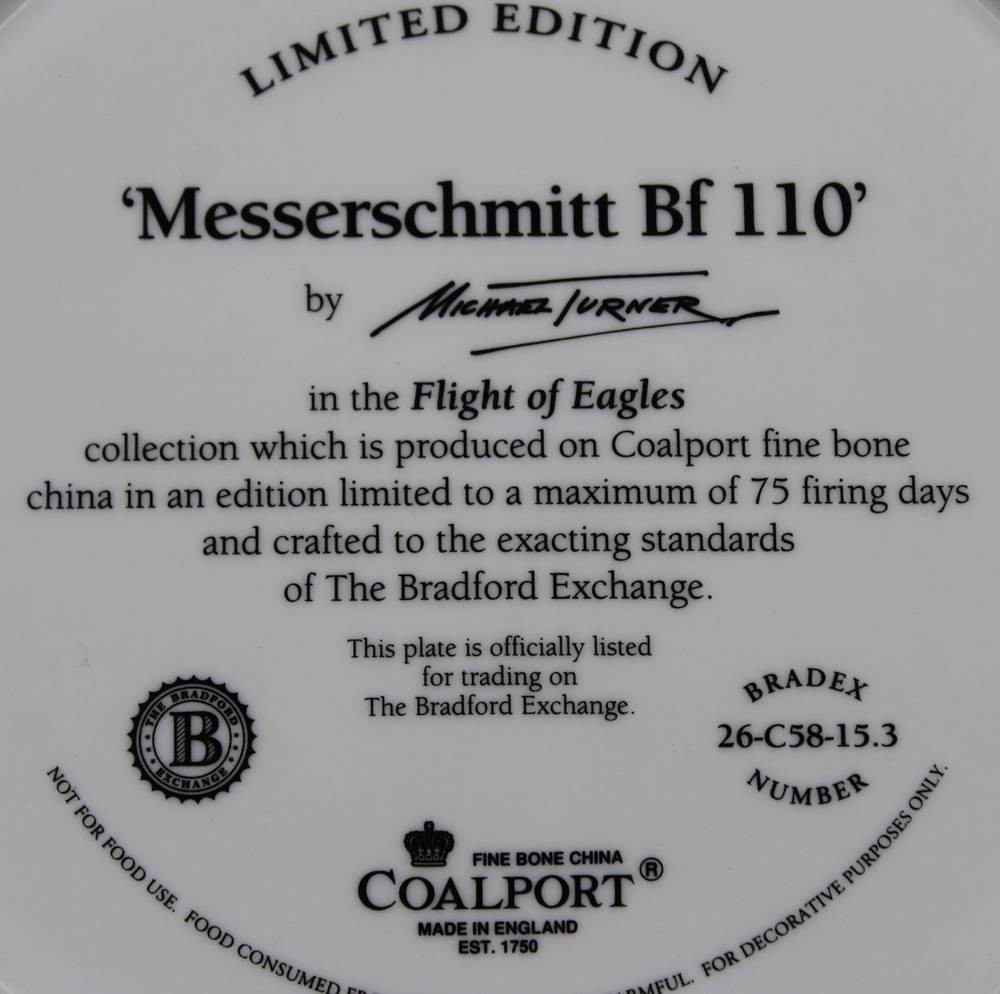 LIMITED EDITION
‘Messerschmitt Bf 110’
by MICHAEL TURNER
in the Flight of Eagles
collection which is produced on Coalport fine bone
china in an edition limited to a maximum of 75 firing days
and crafted to the exacting standards
of The Bradford Exchange.
This plate is officially listed
for trading on
The Bradford Exchange.
THE BRADFORD
B
EXCHANGE
BRADEX
26-C58-15.3
NUMBER
FINE BONE CHINA
COALPORT®
MADE IN ENGLAND
EST. 1750
NOT FOR FOOD USE. FOOD CONSUMED FOR DECORATIVE PURPOSES ONLY.